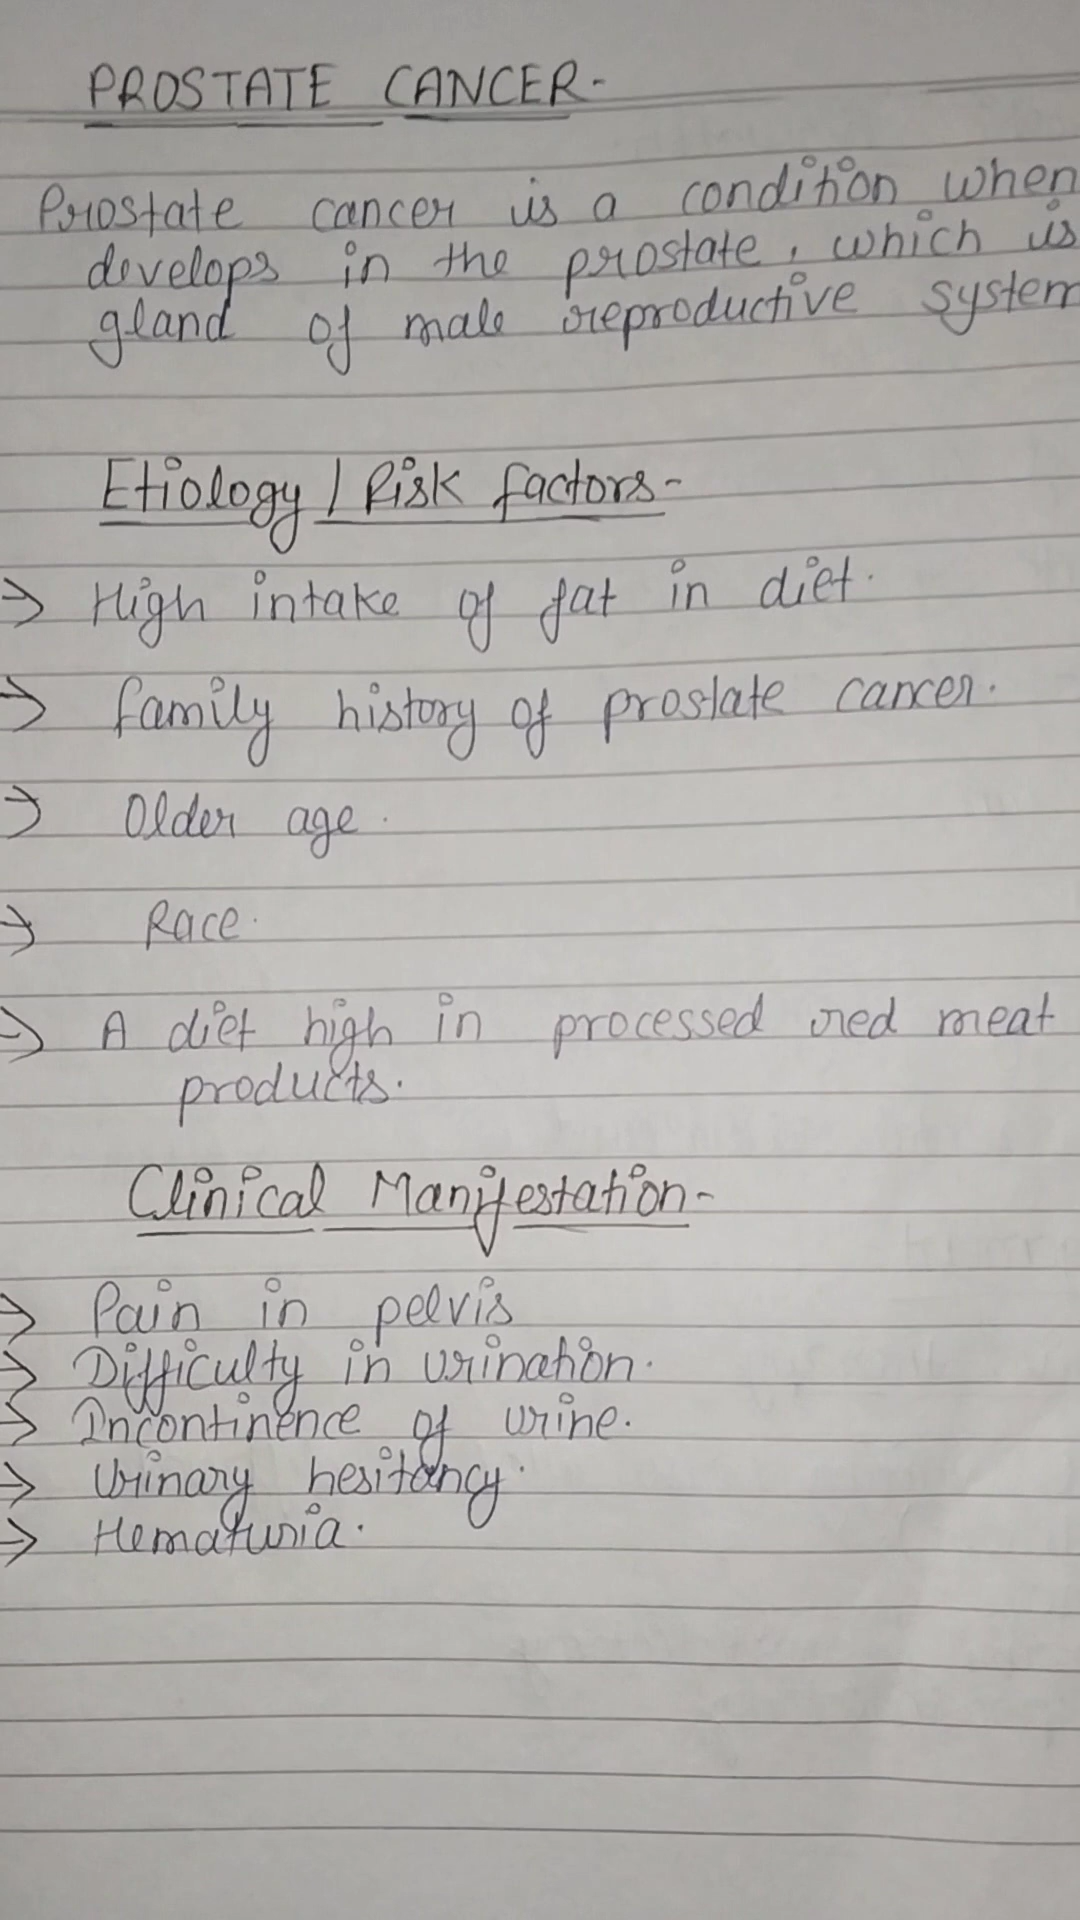 PROSTATE CANCER-
Prostate cancer is a condition when
develops in the prostate, which is
gland of male reproductive system
Etiology / Risk factors-
⇒ High intake of fat in diet.
⇒ family history of prostate cancer.
⇒ Older age.
⇒ Race.
⇒ A diet high in processed red meat
products.
Clinical Manifestation-
⇒ Pain in pelvis
⇒ Difficulty in urination.
⇒ Incontinence of urine.
⇒ Urinary hesitancy.
⇒ Hematuria.